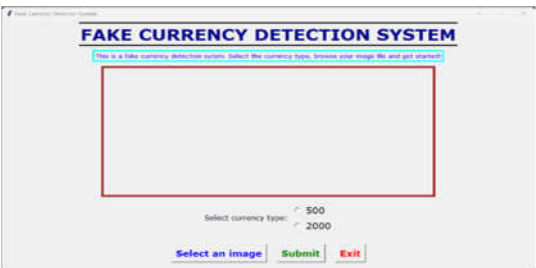 Fake Currency Detection System
FAKE CURRENCY DETECTION SYSTEM
This is a fake currency detection system. Select the currency type, browse your image file and get started!
Select currency type:
500
2000
Select an image Submit Exit